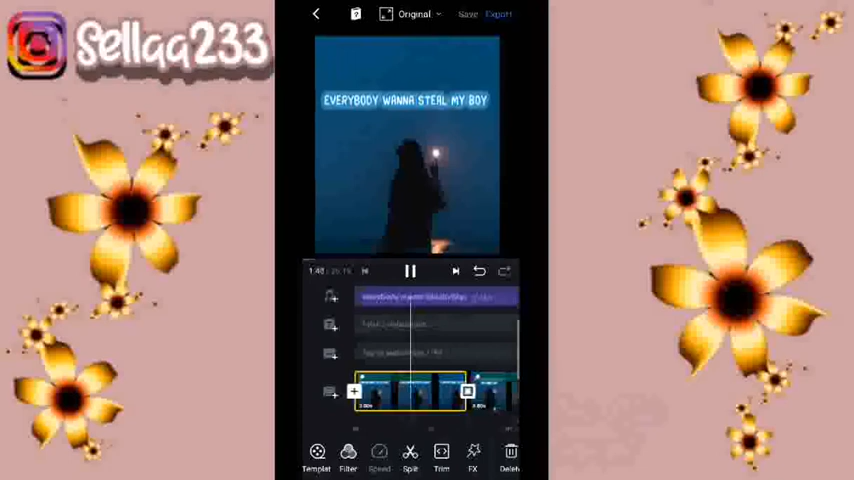 Sellaa233
Original
Save Export
EVERYBODY WANNA STEAL MY BOY
Templat Filter Speed Split Trim FX Delet